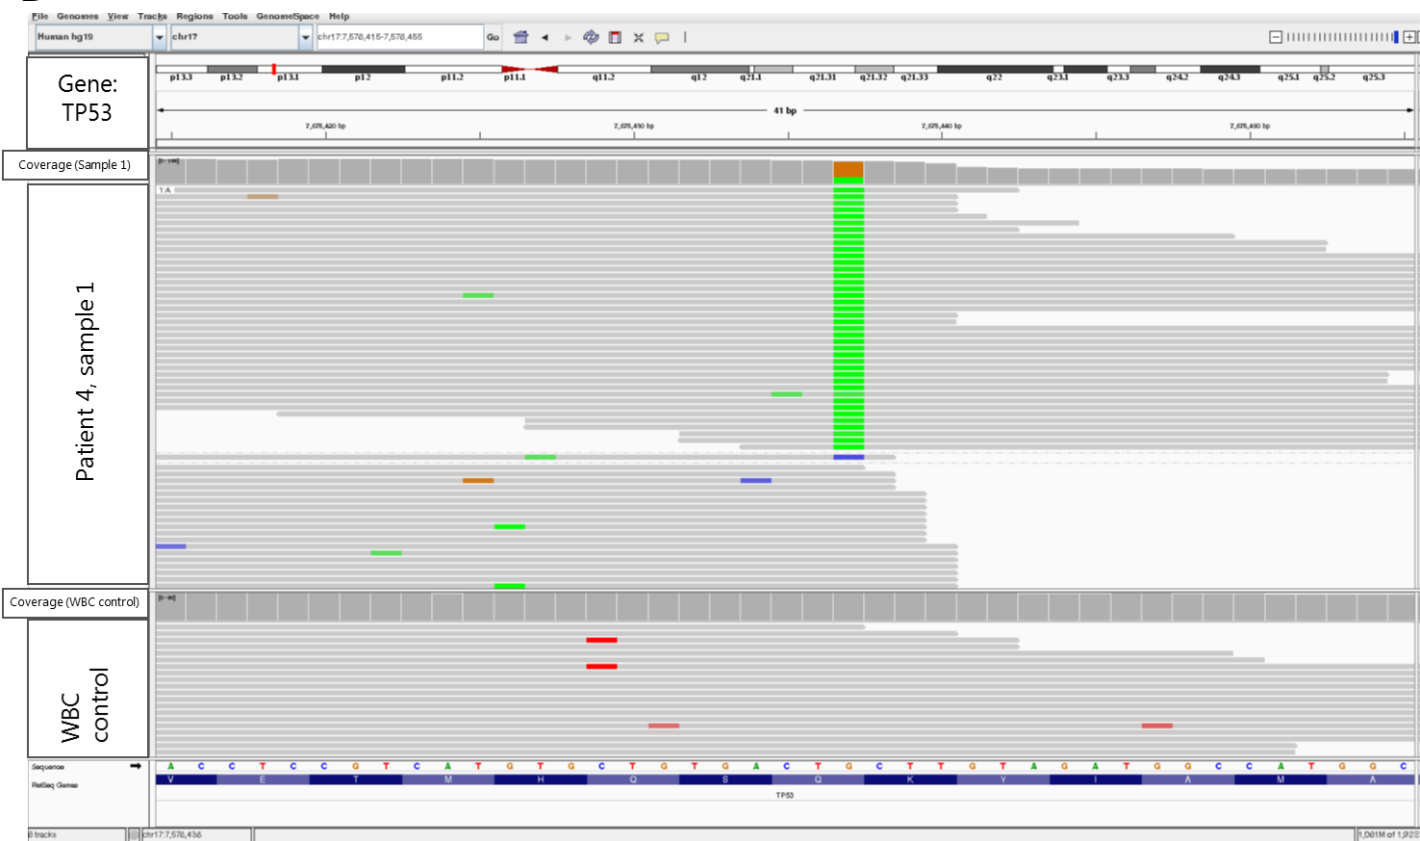 File Genomes View Tracks Regions Tools GenomeSpace Help
Human hg19 chr17 chr17:7,578,415-7,578,455 Go
Gene:
TP53
p13.3 p13.2 p13.1 p12 p11.2 p11.1 q11.2 q12 q21.1 q21.31 q21.32 q21.33 q22 q23.1 q23.3 q24.2 q24.3 q25.1 q25.2 q25.3
41 bp
Coverage (Sample 1)
1:A
Patient 4, sample 1
Coverage (WBC control)
WBC
control
Sequence A C C T C C G T C A T G T G C T G T G A C T G C T T G T A G A T G G C C A T G G C
RefSeq Genes V E T M H Q S Q K Y I A M A
TP53
chr17:7,578,438